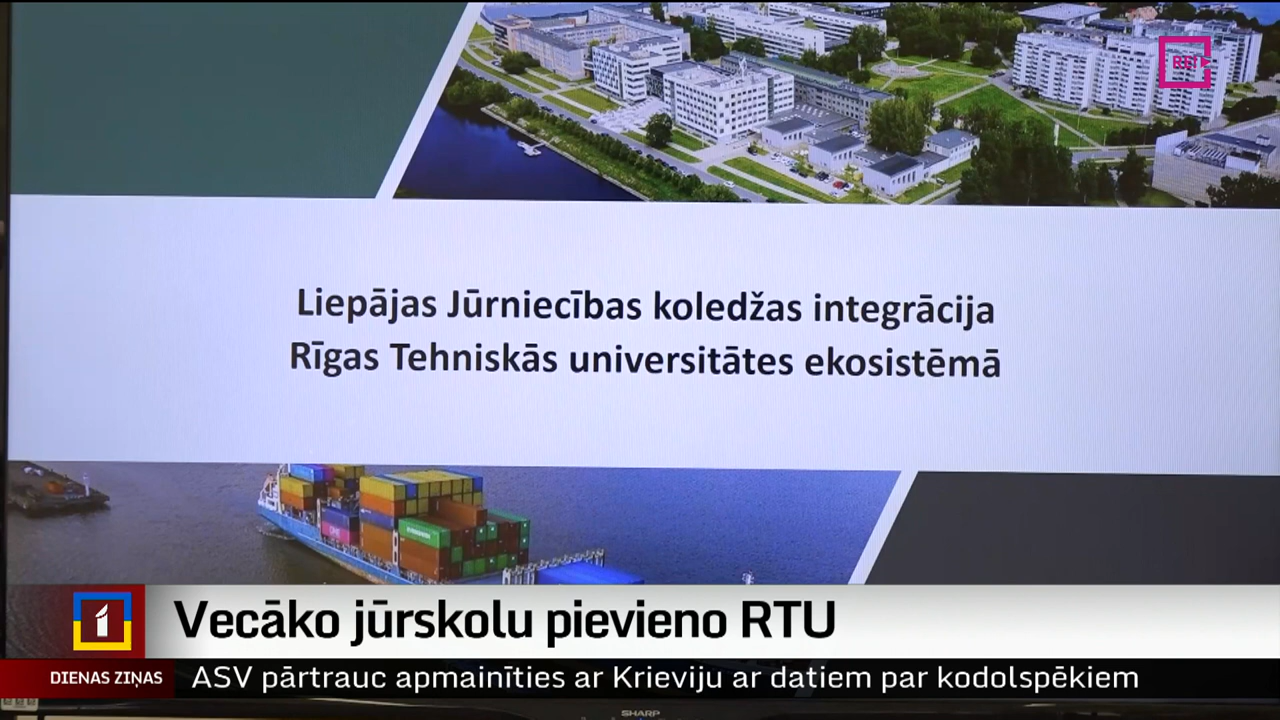 RE!
Liepājas Jūrniecības koledžas integrācija
Rīgas Tehniskās universitātes ekosistēmā
1
Vecāko jūrskolu pievieno RTU
DIENAS ZIŅAS
ASV pārtrauc apmainīties ar Krieviju ar datiem par kodolspēkiem
SHARP